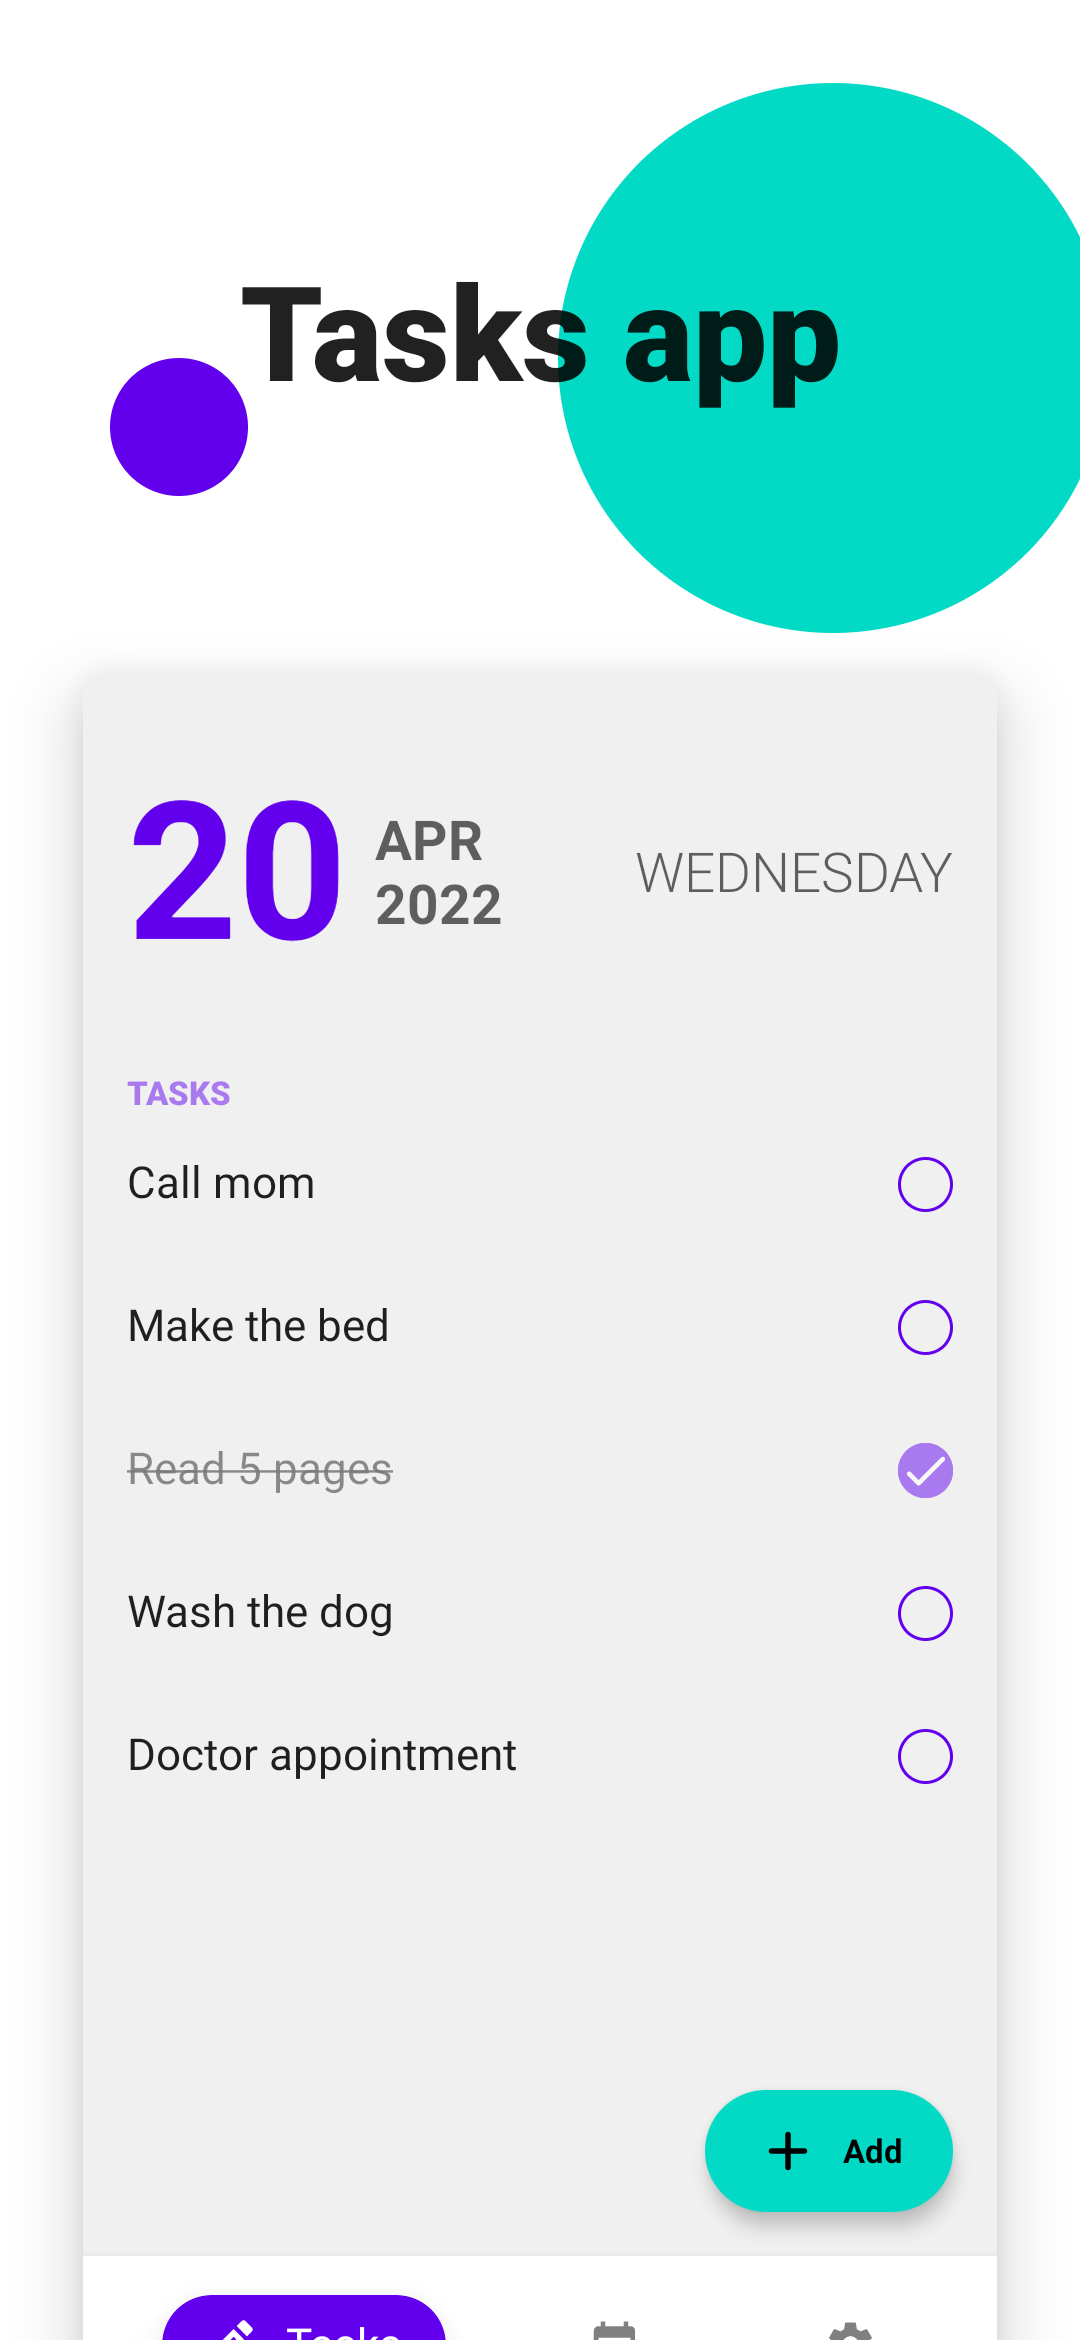 Tasks app
20
APR
2022
WEDNESDAY
TASKS
Call mom
Make the bed
Read 5 pages
Wash the dog
Doctor appointment
Add
Tasks